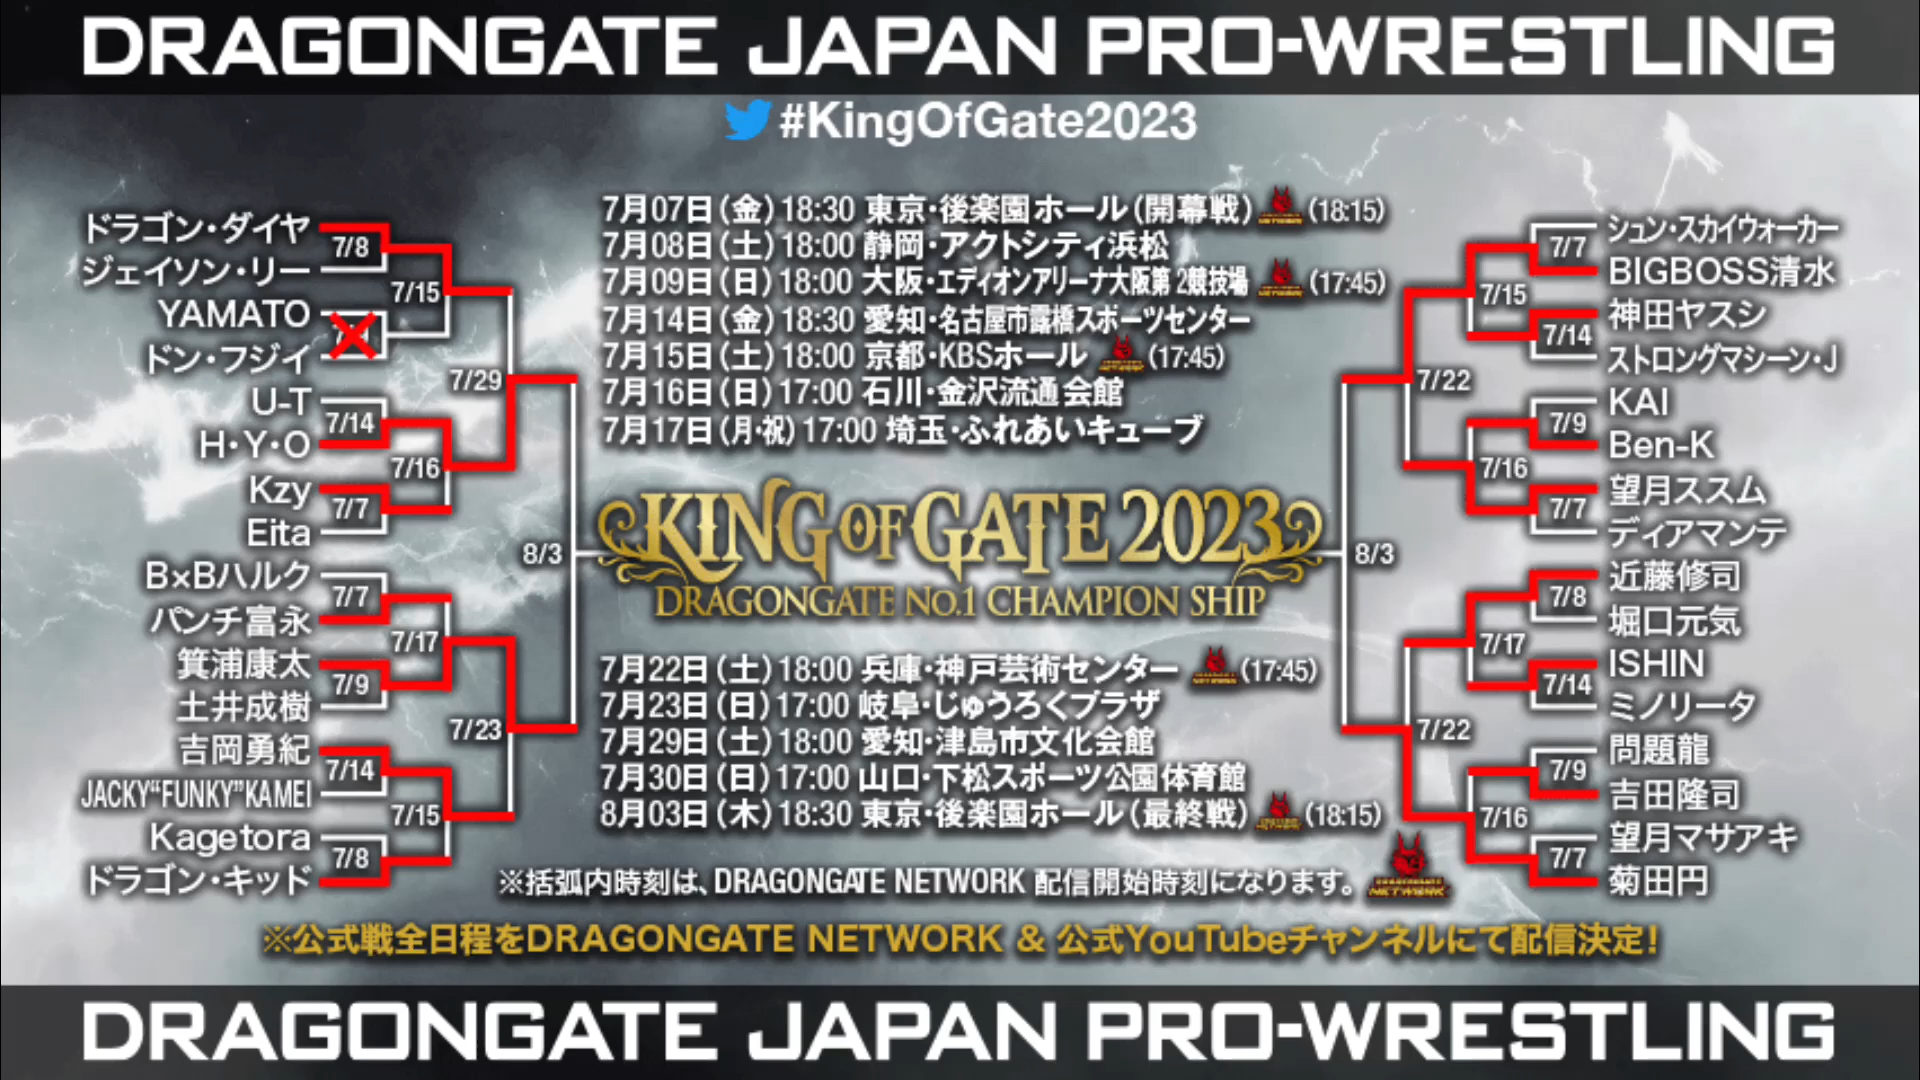 DRAGONGATE JAPAN PRO-WRESTLING
#KingOfGate2023
ドラゴン・ダイヤ
7/8
ジェイソン・リー
7/15
YAMATO
ドン・フジイ
7/29
U-T
7/14
H・Y・O
7/16
Kzy
7/7
Eita
8/3
B×Bハルク
7/7
パンチ富永
7/17
箕浦康太
7/9
土井成樹
7/23
吉岡勇紀
7/14
JACKY“FUNKY”KAMEI
7/15
Kagetora
7/8
ドラゴン・キッド
7月07日(金)18:30 東京・後楽園ホール(開幕戦) (18:15)
7月08日(土)18:00 静岡・アクトシティ浜松
7月09日(日)18:00 大阪・エディオンアリーナ大阪第2競技場 (17:45)
7月14日(金)18:30 愛知・名古屋市露橋スポーツセンター
7月15日(土)18:00 京都・KBSホール (17:45)
7月16日(日)17:00 石川・金沢流通会館
7月17日(月・祝)17:00 埼玉・ふれあいキューブ
KING OF GATE 2023
DRAGONGATE No.1 CHAMPION SHIP
7月22日(土)18:00 兵庫・神戸芸術センター (17:45)
7月23日(日)17:00 岐阜・じゅうろくプラザ
7月29日(土)18:00 愛知・津島市文化会館
7月30日(日)17:00 山口・下松スポーツ公園体育館
8月03日(木)18:30 東京・後楽園ホール(最終戦) (18:15)
シュン・スカイウォーカー
7/7
BIGBOSS清水
7/15
神田ヤスシ
7/14
ストロングマシーン・J
7/22
KAI
7/9
Ben-K
7/16
望月ススム
7/7
ディアマンテ
8/3
近藤修司
7/8
堀口元気
7/17
ISHIN
7/14
ミノリータ
7/22
問題龍
7/9
吉田隆司
7/16
望月マサアキ
7/7
菊田円
※括弧内時刻は、DRAGONGATE NETWORK 配信開始時刻になります。
DRAGONGATE NETWORK
※公式戦全日程をDRAGONGATE NETWORK & 公式YouTubeチャンネルにて配信決定!
DRAGONGATE JAPAN PRO-WRESTLING